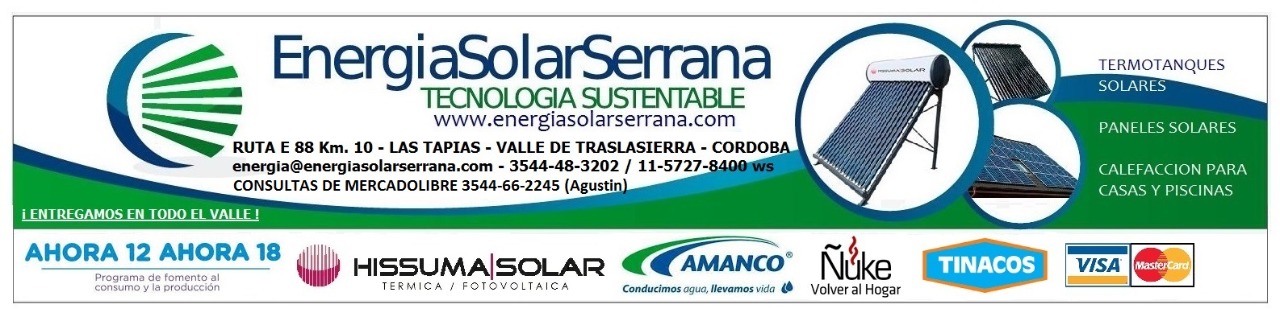 EnergiaSolarSerrana
TECNOLOGIA SUSTENTABLE
www.energiasolarserrana.com
RUTA E 88 Km. 10 - LAS TAPIAS - VALLE DE TRASLASIERRA - CORDOBA
energia@energiasolarserrana.com - 3544-48-3202 / 11-5727-8400 ws
CONSULTAS DE MERCADOLIBRE 3544-66-2245 (Agustin)
¡ ENTREGAMOS EN TODO EL VALLE !
HISSUMA SOLAR
TERMOTANQUES
SOLARES
PANELES SOLARES
CALEFACCION PARA
CASAS Y PISCINAS
AHORA 12 AHORA 18
Programa de fomento al
consumo y la producción
HISSUMA|SOLAR
TERMICA / FOTOVOLTAICA
AMANCO
Conducimos agua, llevamos vida
Ñuke
Volver al Hogar
TINACOS
VISA
MasterCard